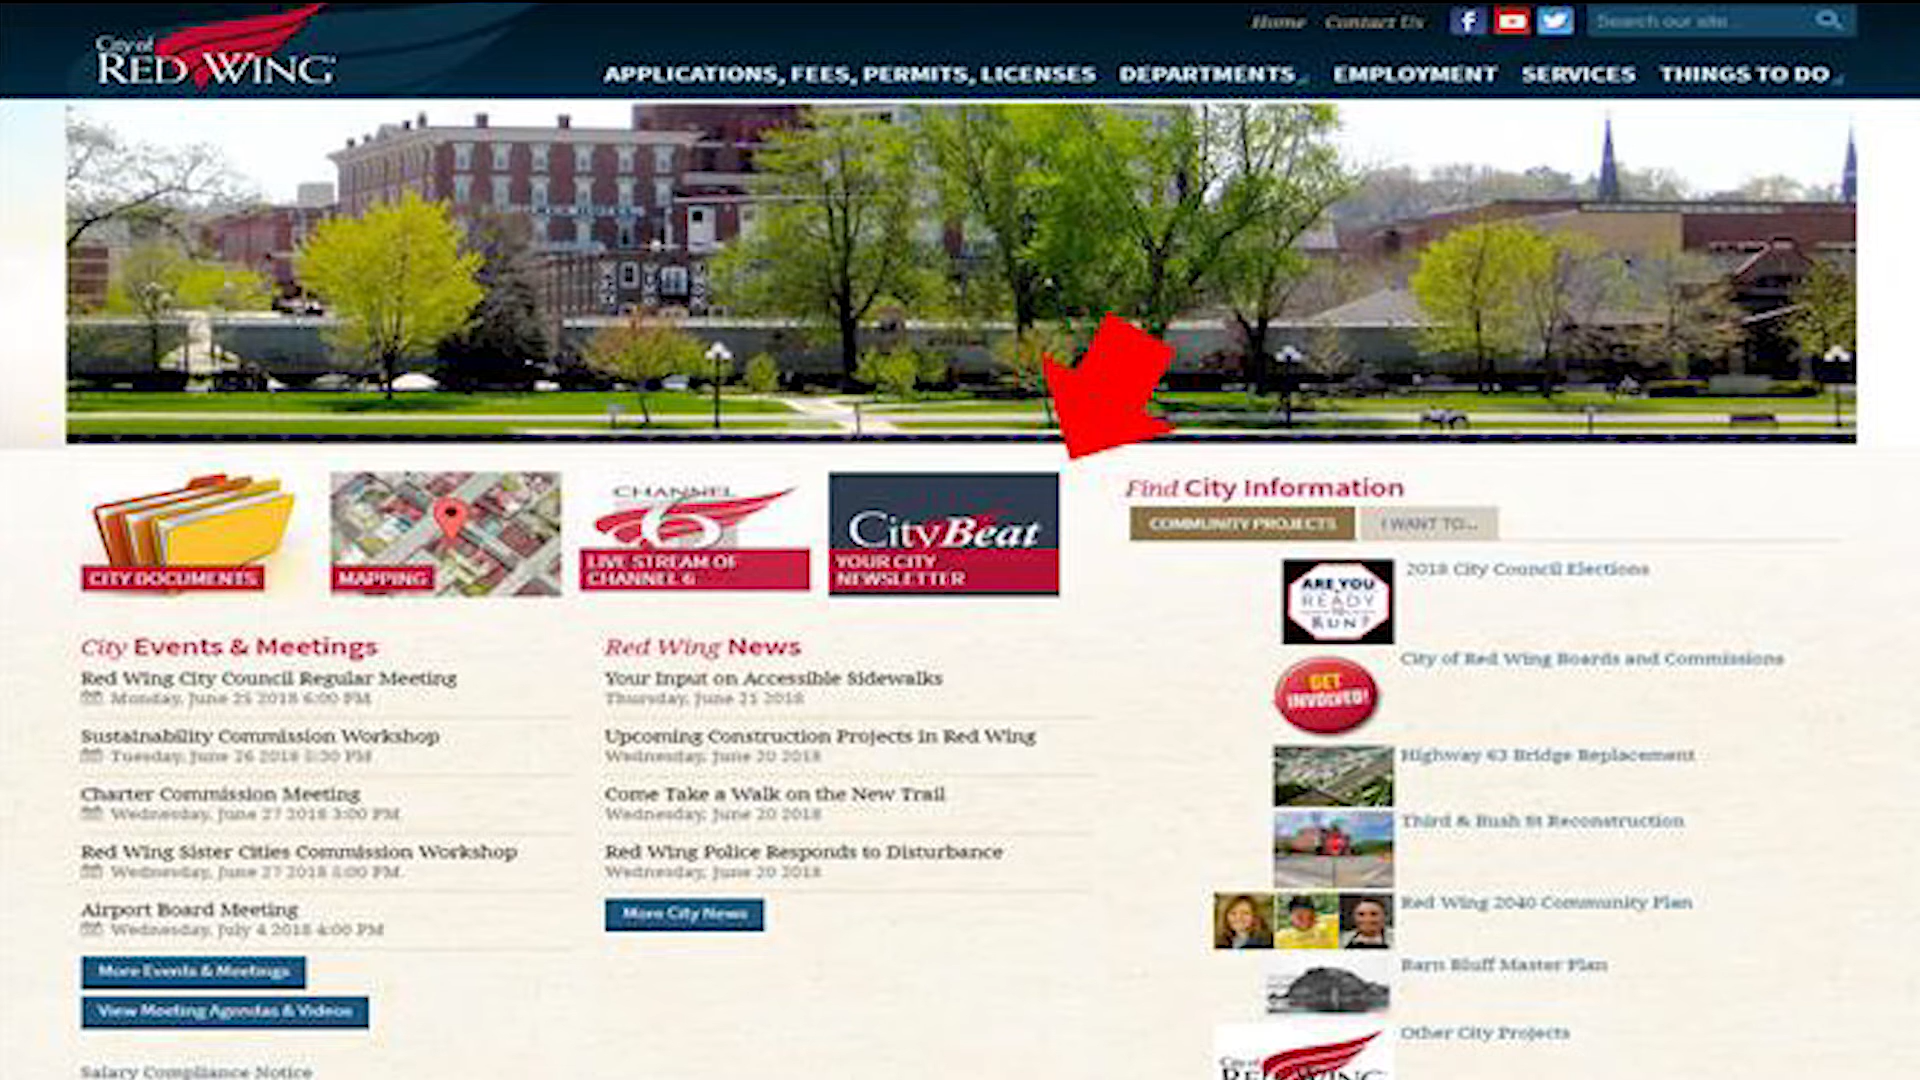 Home Contact Us
Search our site...
City of
RED WING
APPLICATIONS, FEES, PERMITS, LICENSES DEPARTMENTS EMPLOYMENT SERVICES THINGS TO DO
CITY DOCUMENTS
MAPPING
CHANNEL
6
LIVE STREAM OF
CHANNEL 6
CityBeat
YOUR CITY
NEWSLETTER
Find City Information
COMMUNITY PROJECTS
I WANT TO...
City Events & Meetings
Red Wing City Council Regular Meeting
Monday, June 25 2018 6:00 PM
Sustainability Commission Workshop
Tuesday, June 26 2018 5:30 PM
Charter Commission Meeting
Wednesday, June 27 2018 3:00 PM
Red Wing Sister Cities Commission Workshop
Wednesday, June 27 2018 5:00 PM
Airport Board Meeting
Wednesday, July 4 2018 4:00 PM
More Events & Meetings
View Meeting Agendas & Videos
Salary Compliance Notice
Red Wing News
Your Input on Accessible Sidewalks
Thursday, June 21 2018
Upcoming Construction Projects in Red Wing
Wednesday, June 20 2018
Come Take a Walk on the New Trail
Wednesday, June 20 2018
Red Wing Police Responds to Disturbance
Wednesday, June 20 2018
More City News
ARE YOU
READY
TO
RUN?
2018 City Council Elections
GET
INVOLVED!
City of Red Wing Boards and Commissions
Highway 63 Bridge Replacement
Third & Bush St Reconstruction
Red Wing 2040 Community Plan
Barn Bluff Master Plan
Other City Projects
City of
RED WING